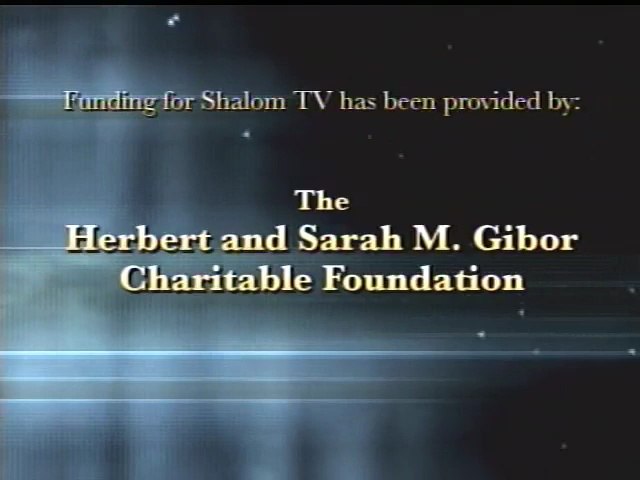 Funding for Shalom TV has been provided by:
The
Herbert and Sarah M. Gibor
Charitable Foundation